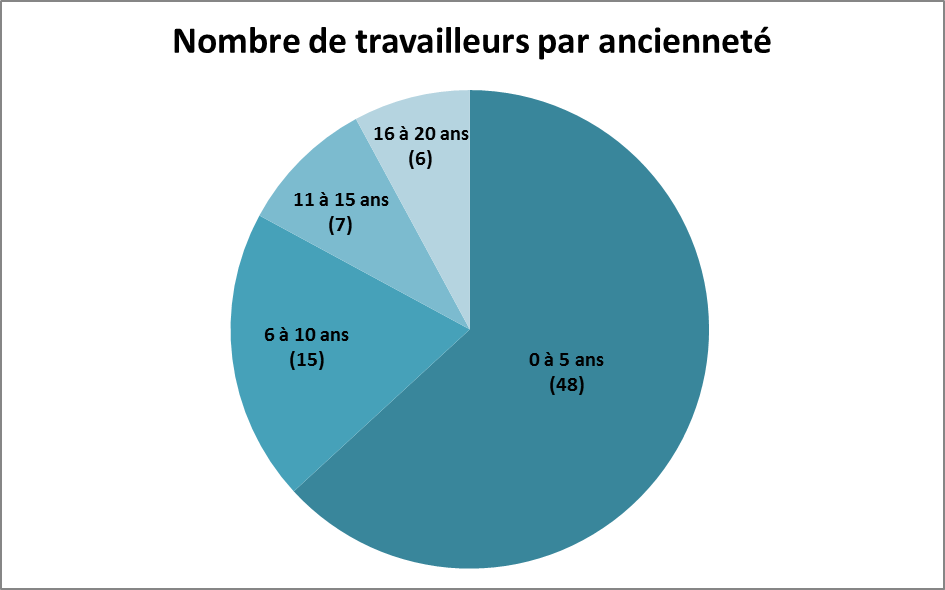 Nombre de travailleurs par ancienneté
16 à 20 ans
(6)
11 à 15 ans
(7)
6 à 10 ans
(15)
0 à 5 ans
(48)